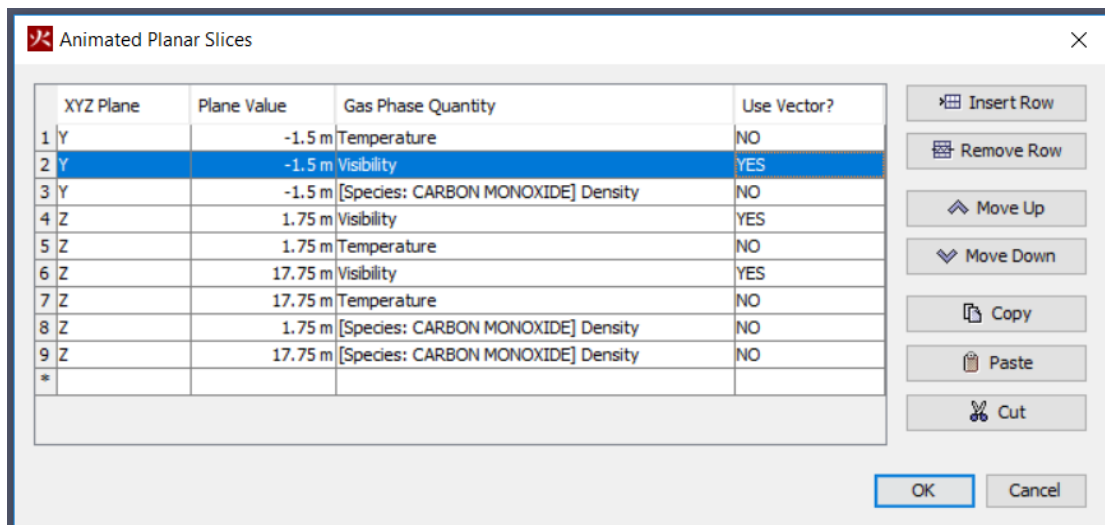 火 Animated Planar Slices
XYZ Plane Plane Value Gas Phase Quantity Use Vector?
1 Y -1.5 m Temperature NO
2 Y -1.5 m Visibility YES
3 Y -1.5 m [Species: CARBON MONOXIDE] Density NO
4 Z 1.75 m Visibility YES
5 Z 1.75 m Temperature NO
6 Z 17.75 m Visibility YES
7 Z 17.75 m Temperature NO
8 Z 1.75 m [Species: CARBON MONOXIDE] Density NO
9 Z 17.75 m [Species: CARBON MONOXIDE] Density NO
*
Insert Row
Remove Row
Move Up
Move Down
Copy
Paste
Cut
OK Cancel